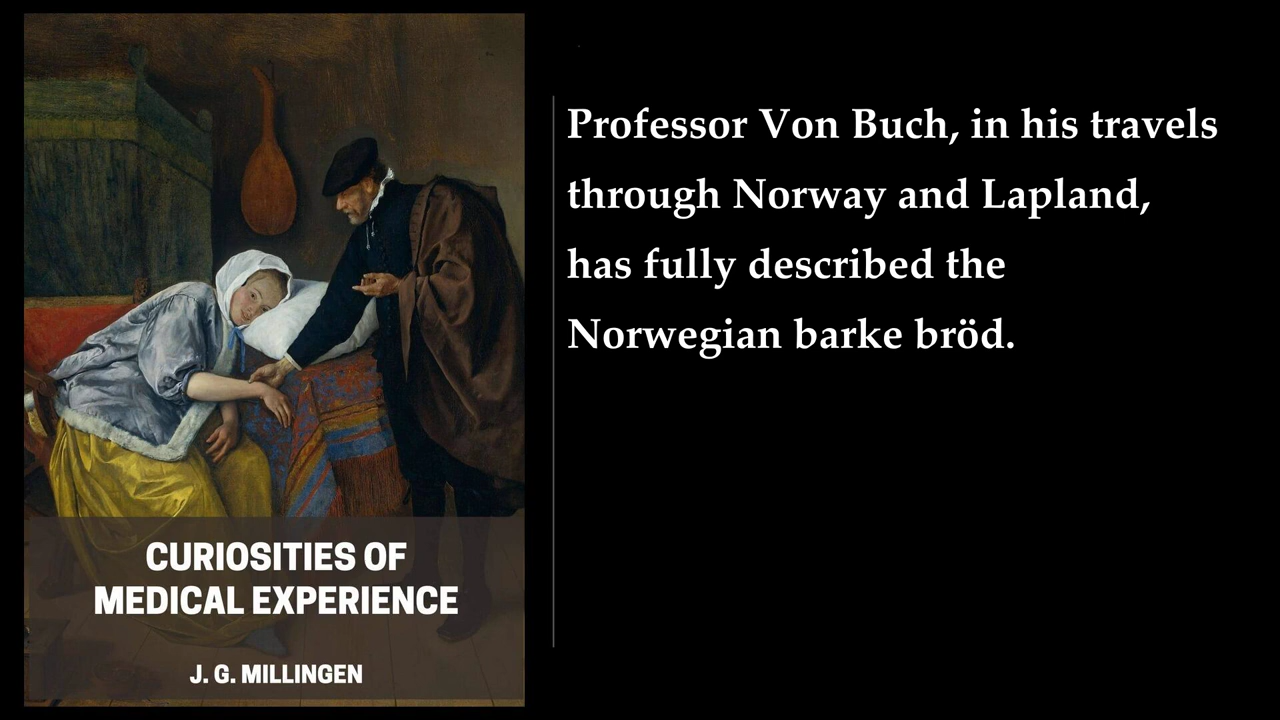 Professor Von Buch, in his travels
through Norway and Lapland,
has fully described the
Norwegian barke bröd.
CURIOSITIES OF
MEDICAL EXPERIENCE
J. G. MILLINGEN